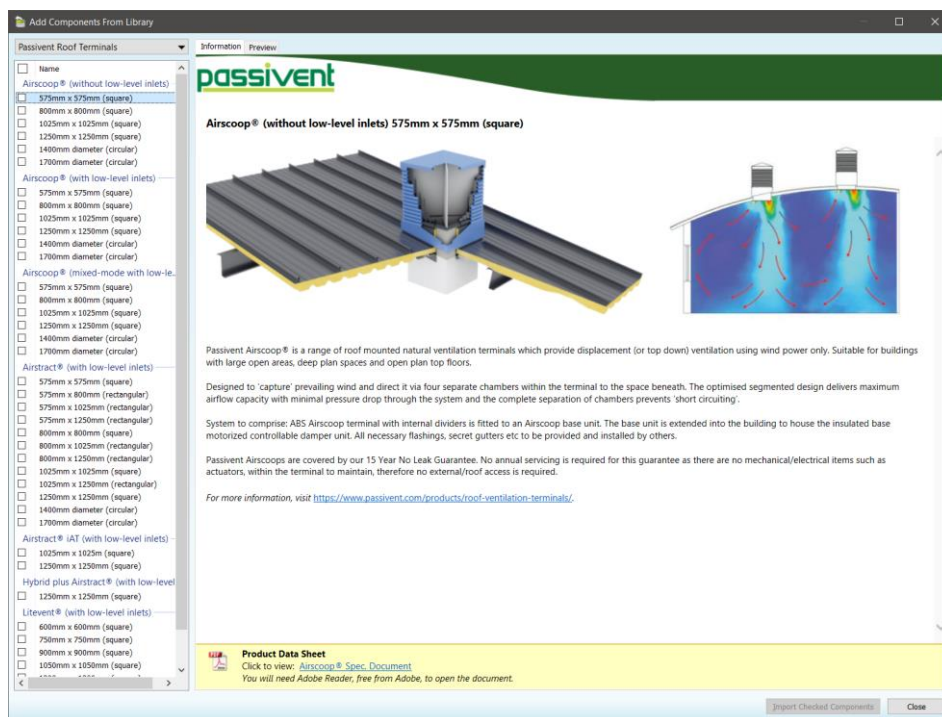 Add Components From Library
Passivent Roof Terminals
Information Preview
Name
Airscoop® (without low-level inlets)
575mm x 575mm (square)
800mm x 800mm (square)
1025mm x 1025mm (square)
1250mm x 1250mm (square)
1400mm diameter (circular)
1700mm diameter (circular)
Airscoop® (with low-level inlets)
575mm x 575mm (square)
800mm x 800mm (square)
1025mm x 1025mm (square)
1250mm x 1250mm (square)
1400mm diameter (circular)
1700mm diameter (circular)
Airscoop® (mixed-mode with low-le..
575mm x 575mm (square)
800mm x 800mm (square)
1025mm x 1025mm (square)
1250mm x 1250mm (square)
1400mm diameter (circular)
1700mm diameter (circular)
Airstract® (with low-level inlets)
575mm x 575mm (square)
575mm x 800mm (rectangular)
575mm x 1025mm (rectangular)
575mm x 1250mm (rectangular)
800mm x 800mm (square)
800mm x 1025mm (rectangular)
800mm x 1250mm (rectangular)
1025mm x 1025mm (square)
1025mm x 1250mm (rectangular)
1250mm x 1250mm (square)
1400mm diameter (circular)
1700mm diameter (circular)
Airstract® iAT (with low-level inlets)
1025mm x 1025m (square)
1250mm x 1250mm (square)
Hybrid plus Airstract® (with low-level
1250mm x 1250mm (square)
Litevent® (with low-level inlets)
600mm x 600mm (square)
750mm x 750mm (square)
900mm x 900mm (square)
1050mm x 1050mm (square)
passivent
Airscoop® (without low-level inlets) 575mm x 575mm (square)
Passivent Airscoop® is a range of roof mounted natural ventilation terminals which provide displacement (or top down) ventilation using wind power only. Suitable for buildings
with large open areas, deep plan spaces and open plan top floors.
Designed to 'capture' prevailing wind and direct it via four separate chambers within the terminal to the space beneath. The optimised segmented design delivers maximum
airflow capacity with minimal pressure drop through the system and the complete separation of chambers prevents 'short circuiting'.
System to comprise: ABS Airscoop terminal with internal dividers is fitted to an Airscoop base unit. The base unit is extended into the building to house the insulated base
motorized controllable damper unit. All necessary flashings, secret gutters etc to be provided and installed by others.
Passivent Airscoops are covered by our 15 Year No Leak Guarantee. No annual servicing is required for this guarantee as there are no mechanical/electrical items such as
actuators, within the terminal to maintain, therefore no external/roof access is required.
For more information, visit https://www.passivent.com/products/roof-ventilation-terminals/.
Product Data Sheet
Click to view: Airscoop® Spec. Document
You will need Adobe Reader, free from Adobe, to open the document.
Import Checked Components Close